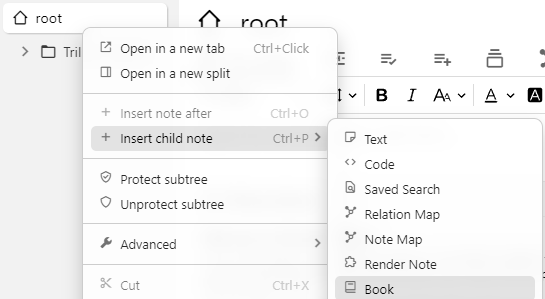 root
root
Tril
Open in a new tab Ctrl+Click
Open in a new split
Insert note after Ctrl+O
Insert child note Ctrl+P
Protect subtree
Unprotect subtree
Advanced
Cut Ctrl+X
B I AA A A
Text
Code
Saved Search
Relation Map
Note Map
Render Note
Book